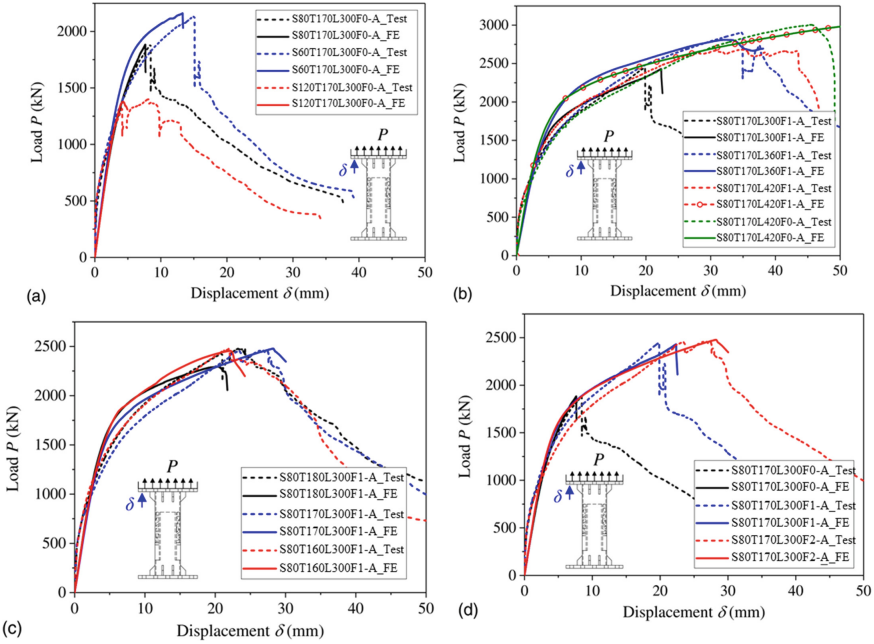 2000
1500
1000
500
0
Load P (kN)
0 10 20 30 40 50
Displacement δ (mm)
S80T170L300F0-A_Test
S80T170L300F0-A_FE
S60T170L300F0-A_Test
S60T170L300F0-A_FE
S120T170L300F0-A_Test
S120T170L300F0-A_FE
P
δ
(a)
3000
2500
2000
1500
1000
500
0
Load P (kN)
0 10 20 30 40 50
Displacement δ (mm)
S80T170L300F1-A_Test
S80T170L300F1-A_FE
S80T170L360F1-A_Test
S80T170L360F1-A_FE
S80T170L420F1-A_Test
S80T170L420F1-A_FE
S80T170L420F0-A_Test
S80T170L420F0-A_FE
P
δ
(b)
2500
2000
1500
1000
500
0
Load P (kN)
0 10 20 30 40 50
Displacement δ (mm)
S80T180L300F1-A_Test
S80T180L300F1-A_FE
S80T170L300F1-A_Test
S80T170L300F1-A_FE
S80T160L300F1-A_Test
S80T160L300F1-A_FE
P
δ
(c)
2500
2000
1500
1000
500
0
Load P (kN)
0 10 20 30 40 50
Displacement δ (mm)
S80T170L300F0-A_Test
S80T170L300F0-A_FE
S80T170L300F1-A_Test
S80T170L300F1-A_FE
S80T170L300F2-A_Test
S80T170L300F2-A_FE
P
δ
(d)